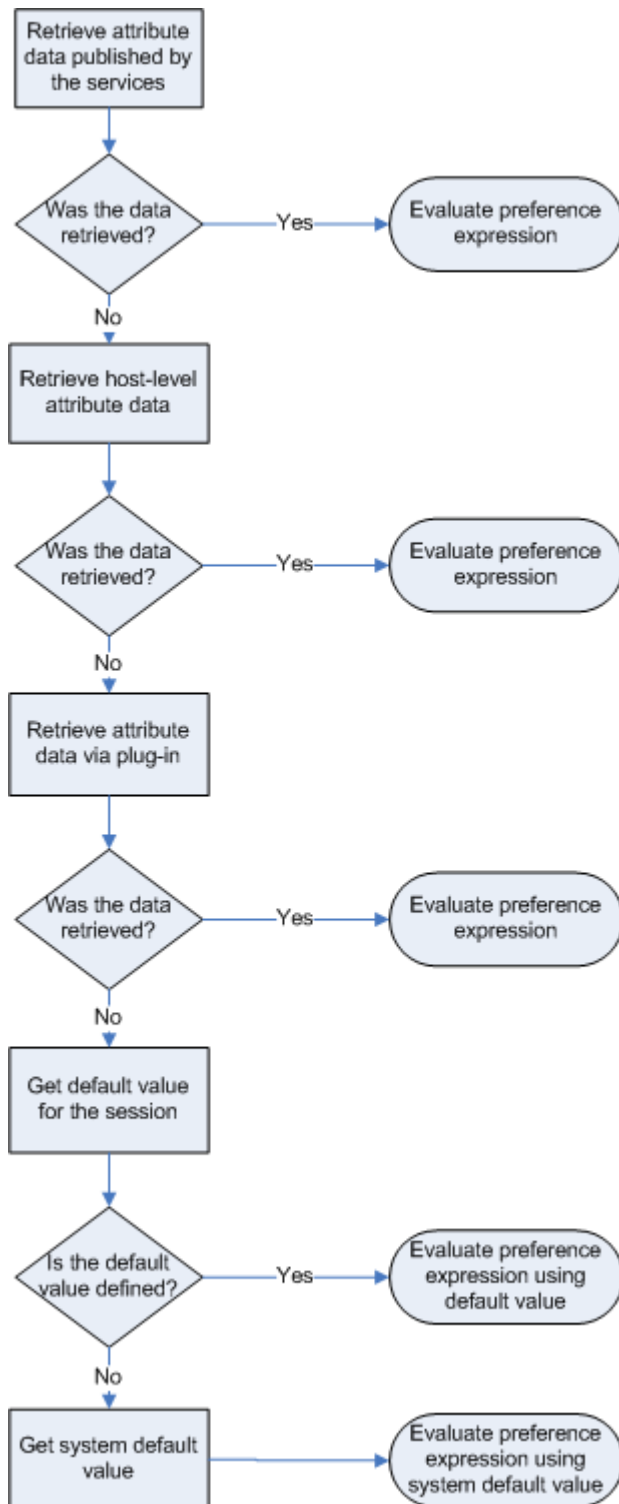 Retrieve attribute
data published by
the services
Was the data
retrieved?
Yes
Evaluate preference
expression
No
Retrieve host-level
attribute data
Was the data
retrieved?
Yes
Evaluate preference
expression
No
Retrieve attribute
data via plug-in
Was the data
retrieved?
Yes
Evaluate preference
expression
No
Get default value
for the session
Is the default
value defined?
Yes
Evaluate preference
expression using
default value
No
Get system default
value
Evaluate preference
expression using
system default value